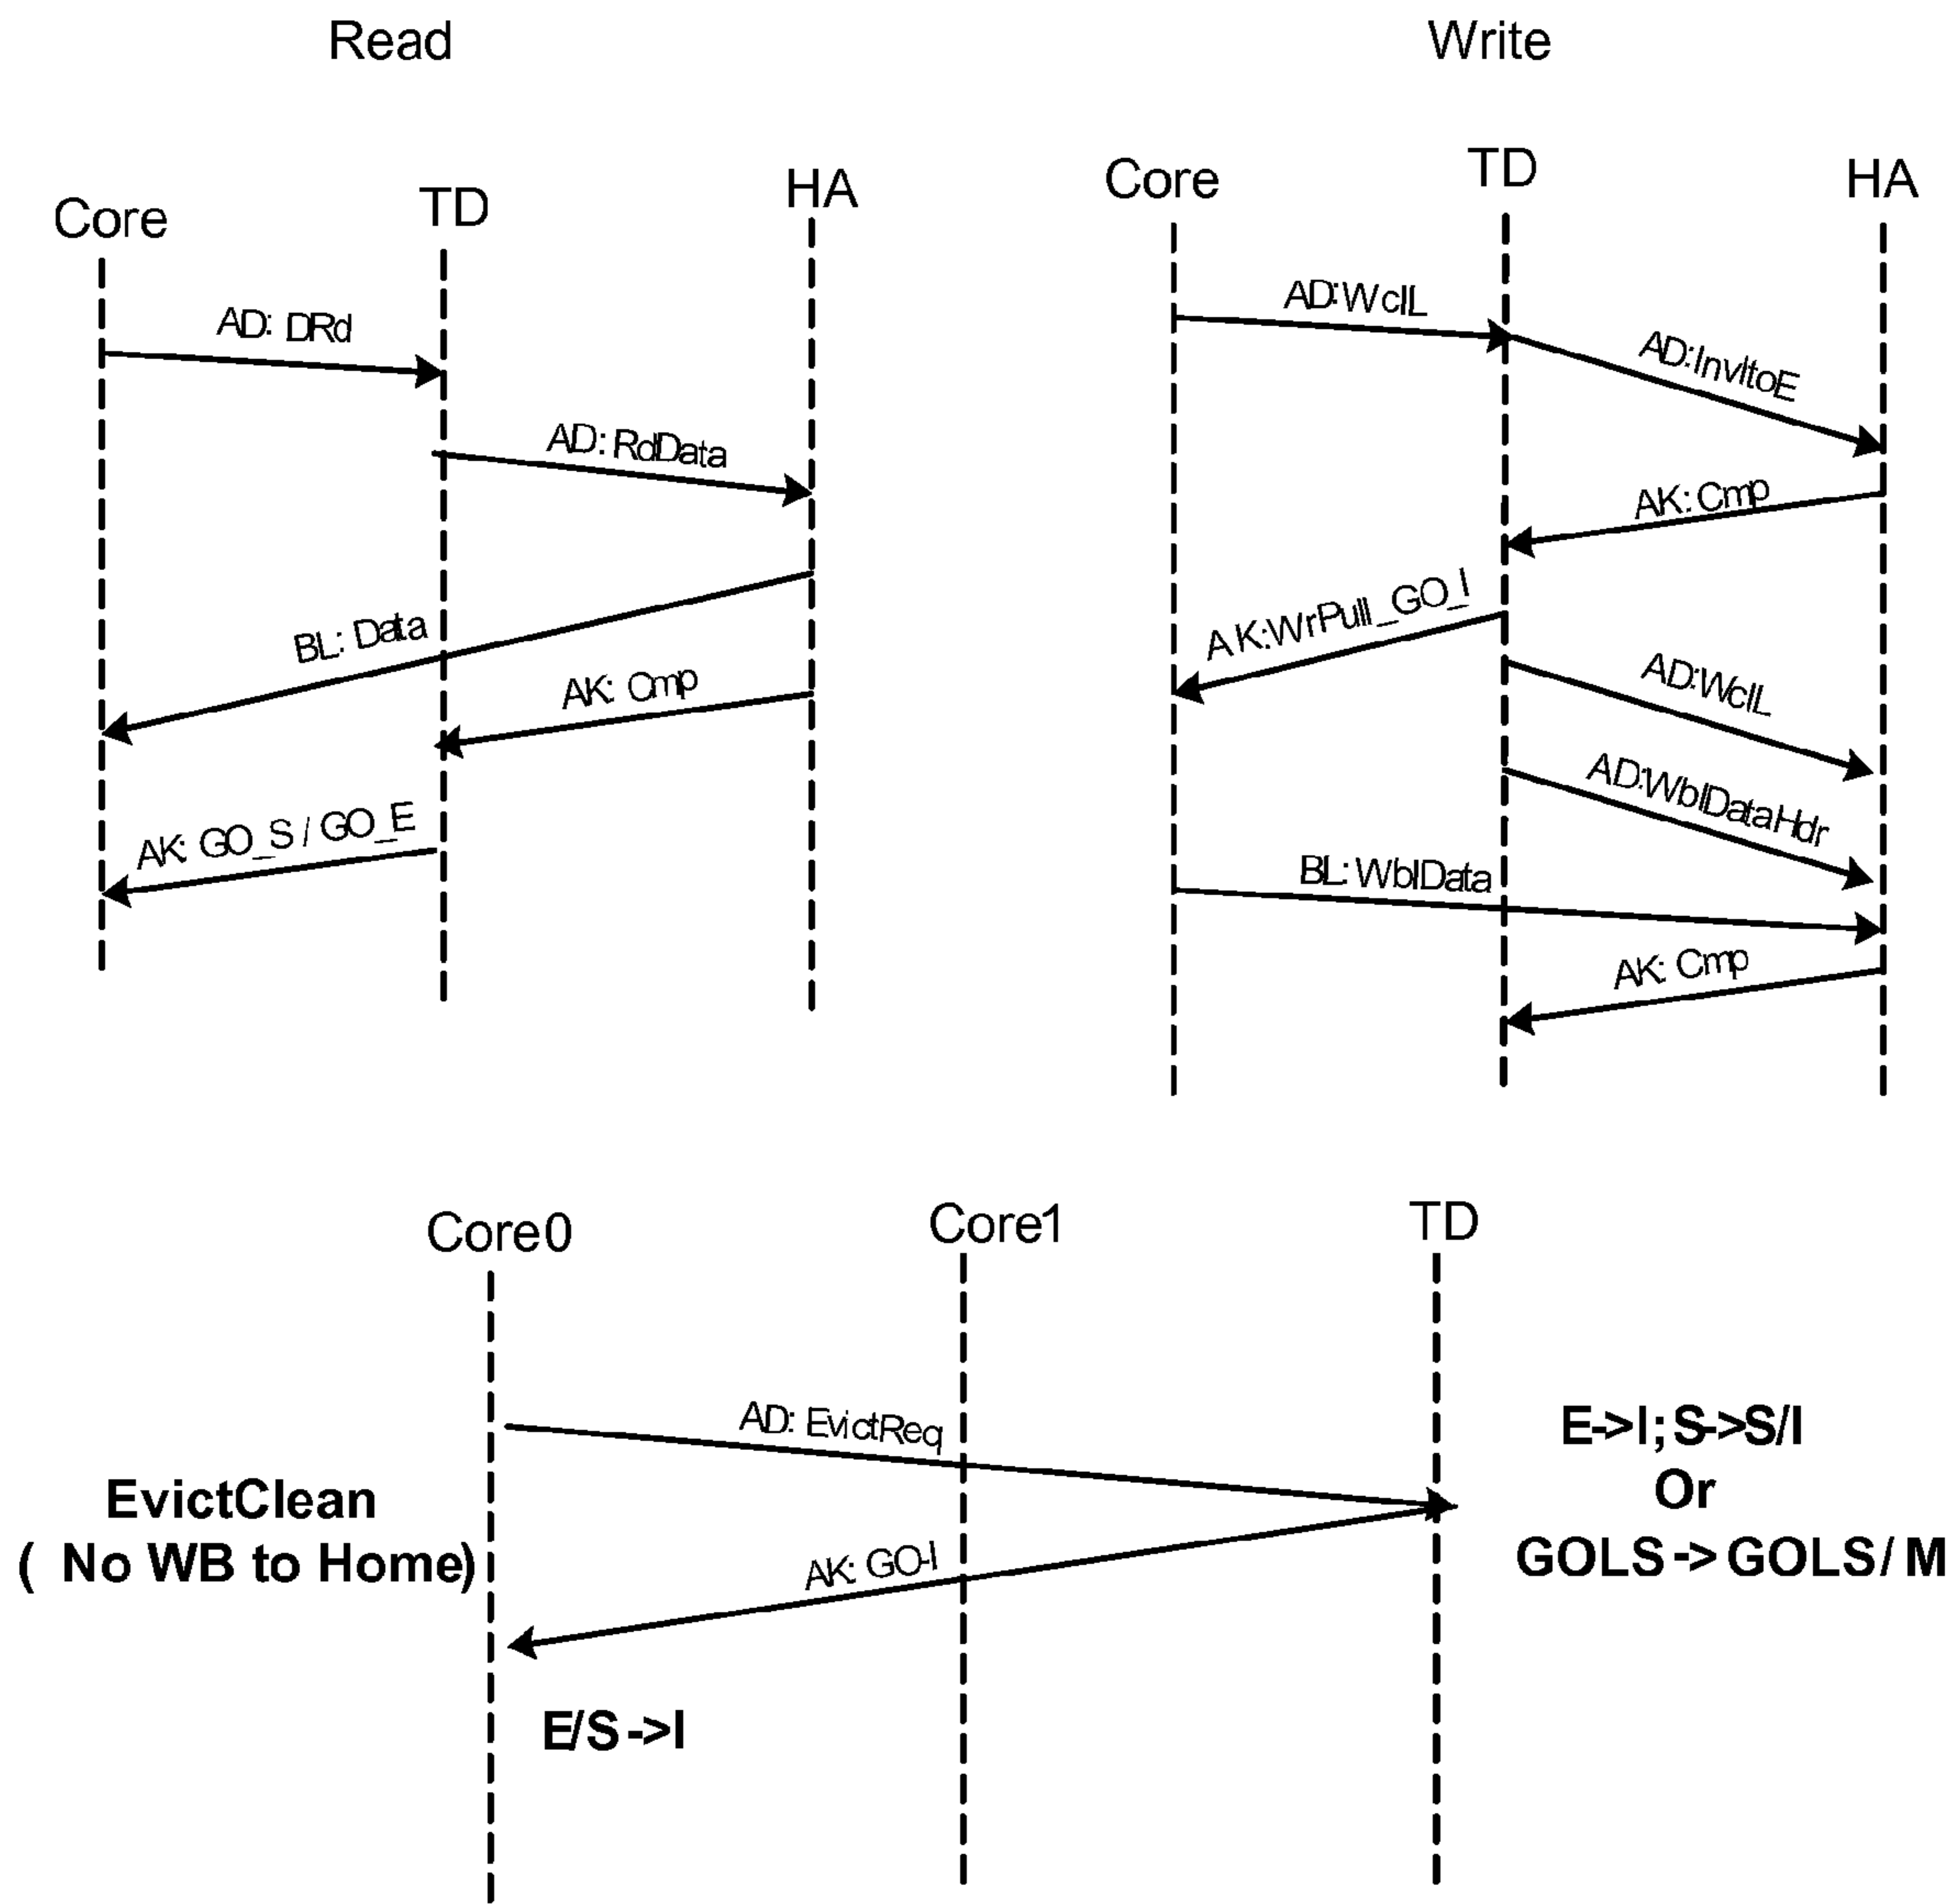 Read
Core
TD
HA
AD: DRd
AD: RdData
BL: Data
AK: Cmp
AK: GO_S / GO_E
Write
Core
TD
HA
AD:WcIL
AD:InvItoE
AK:Cmp
AK:WrPull_GO_I
AD:WcIL
AD:WbIDataHdr
BL:WbIData
AK: Cmp
Core0
Core1
TD
AD: EvictReq
AK: GO-I
EvictClean
( No WB to Home)
E->I; S->S/I
Or
GOLS -> GOLS/ M
E/S ->I